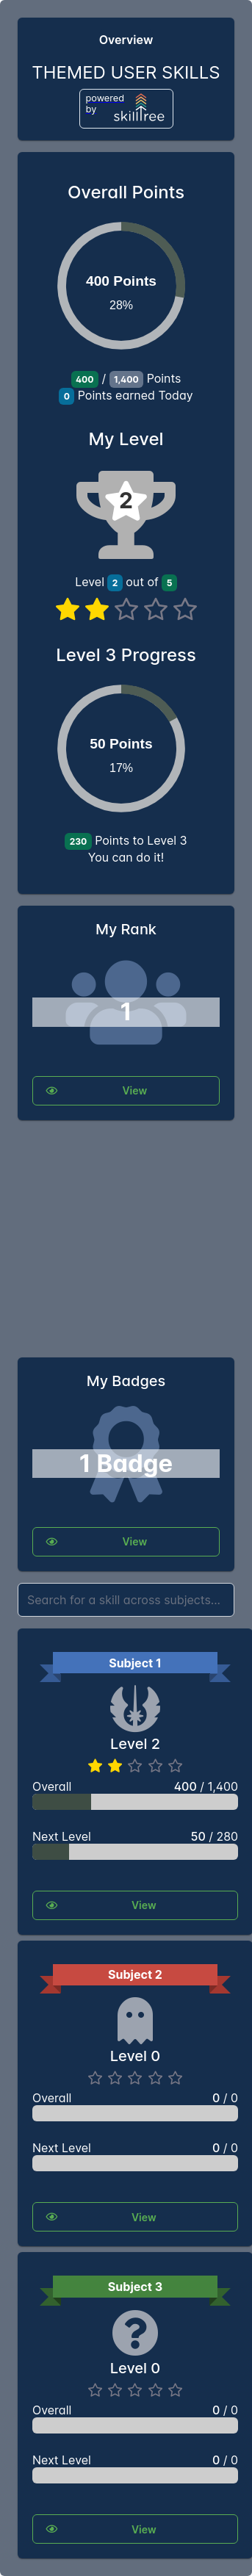 Overview
THEMED USER SKILLS
powered
by
skilltree
Overall Points
400 Points
28%
400 / 1,400 Points
0 Points earned Today
My Level
2
Level 2 out of 5
Level 3 Progress
50 Points
17%
230 Points to Level 3
You can do it!
My Rank
1
View
My Badges
1 Badge
View
Search for a skill across subjects...
Subject 1
Level 2
Overall 400 / 1,400
Next Level 50 / 280
View
Subject 2
Level 0
Overall 0 / 0
Next Level 0 / 0
View
Subject 3
Level 0
Overall 0 / 0
Next Level 0 / 0
View